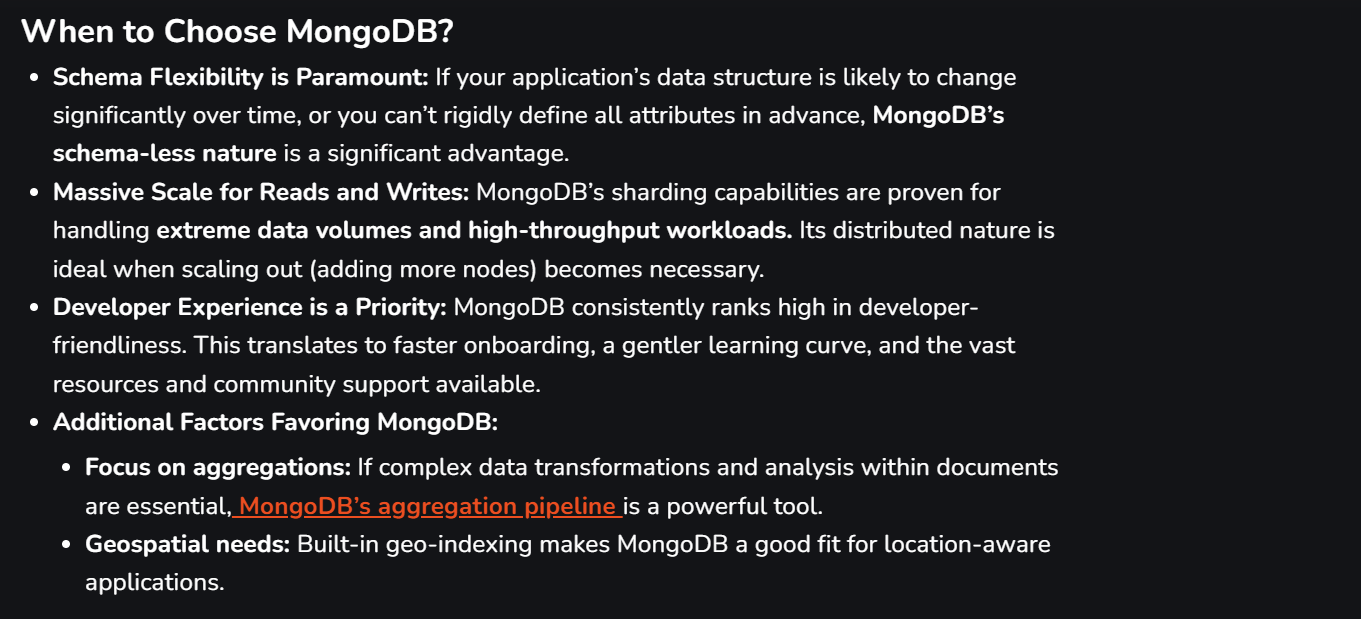 When to Choose MongoDB?
• Schema Flexibility is Paramount: If your application’s data structure is likely to change
significantly over time, or you can’t rigidly define all attributes in advance, MongoDB’s
schema-less nature is a significant advantage.
• Massive Scale for Reads and Writes: MongoDB’s sharding capabilities are proven for
handling extreme data volumes and high-throughput workloads. Its distributed nature is
ideal when scaling out (adding more nodes) becomes necessary.
• Developer Experience is a Priority: MongoDB consistently ranks high in developer-
friendliness. This translates to faster onboarding, a gentler learning curve, and the vast
resources and community support available.
• Additional Factors Favoring MongoDB:
• Focus on aggregations: If complex data transformations and analysis within documents
are essential, MongoDB’s aggregation pipeline is a powerful tool.
• Geospatial needs: Built-in geo-indexing makes MongoDB a good fit for location-aware
applications.